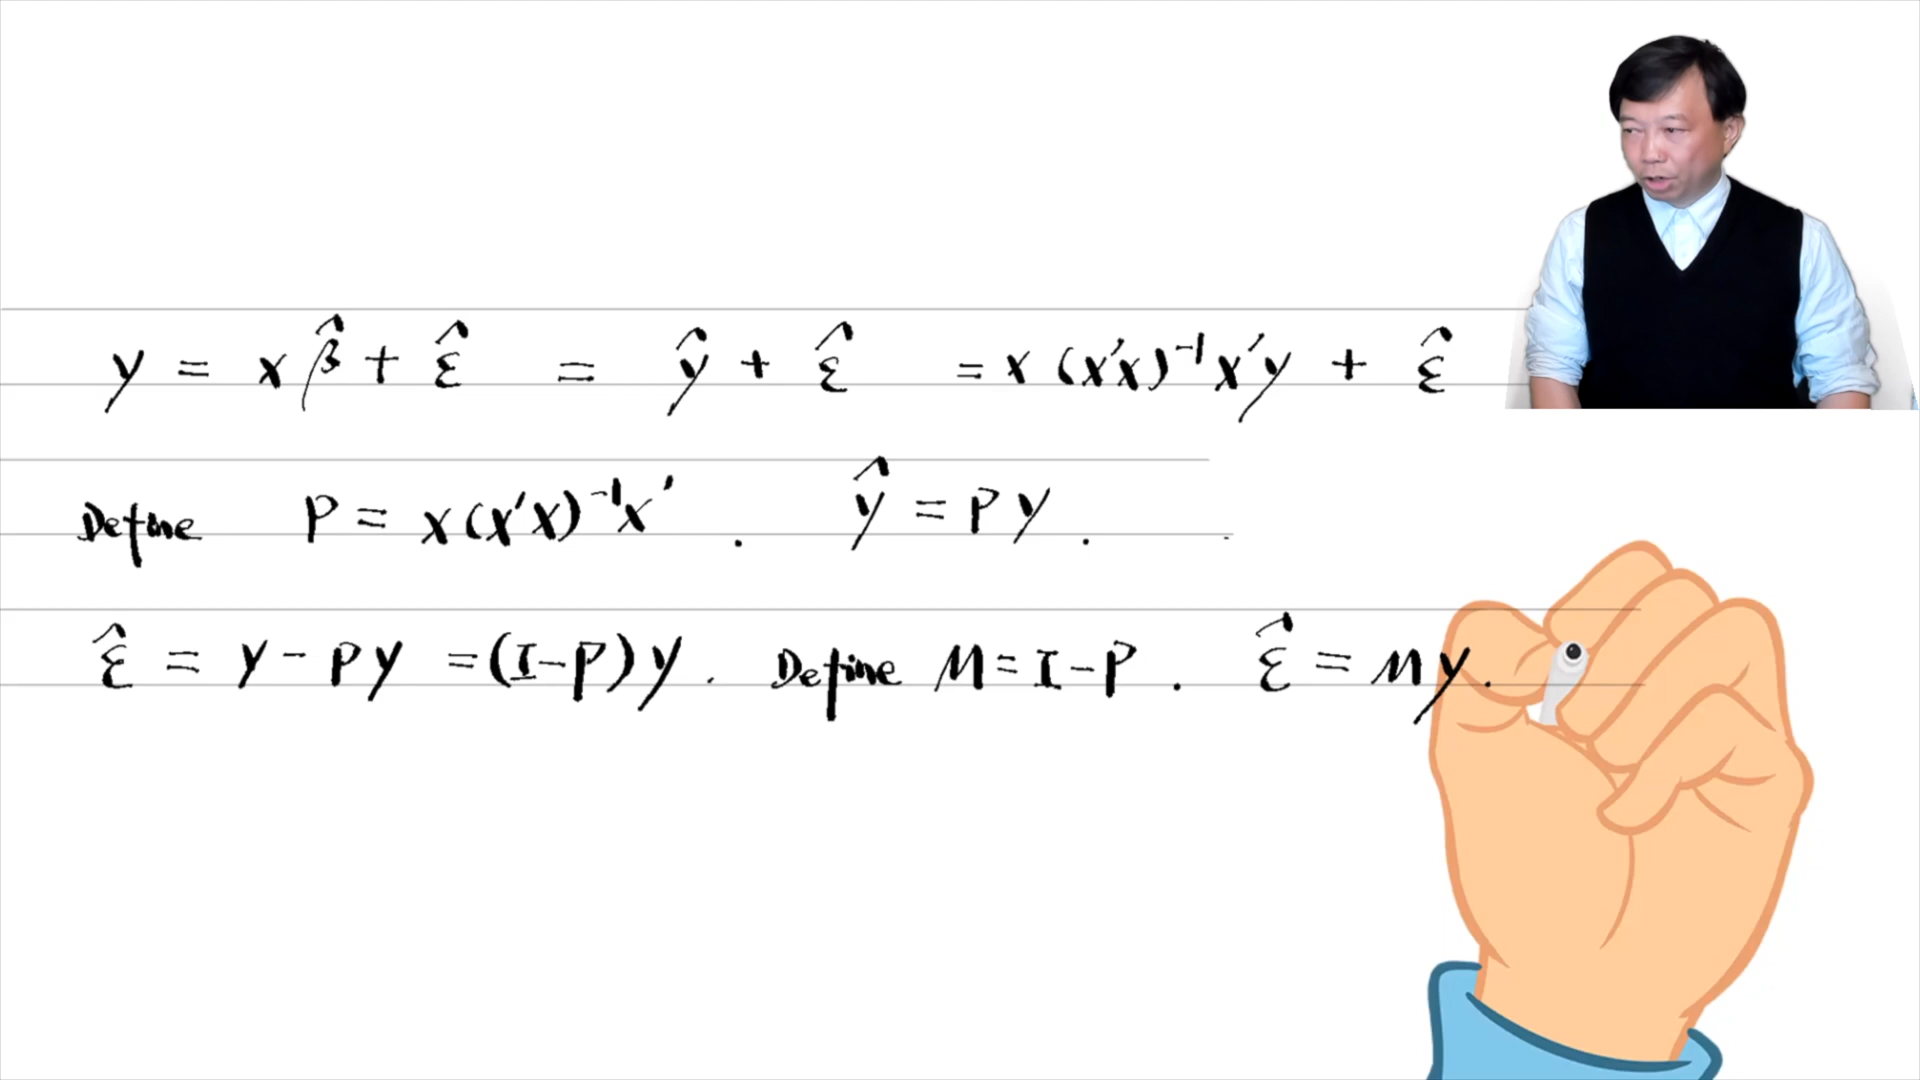 y = xβ̂ + ε̂ = ŷ + ε̂ = x(x'x)⁻¹x'y + ε̂
Define P = x(x'x)⁻¹x' . ŷ = Py .
ε̂ = y - Py = (I-P)y . Define M = I - P . ε̂ = My .